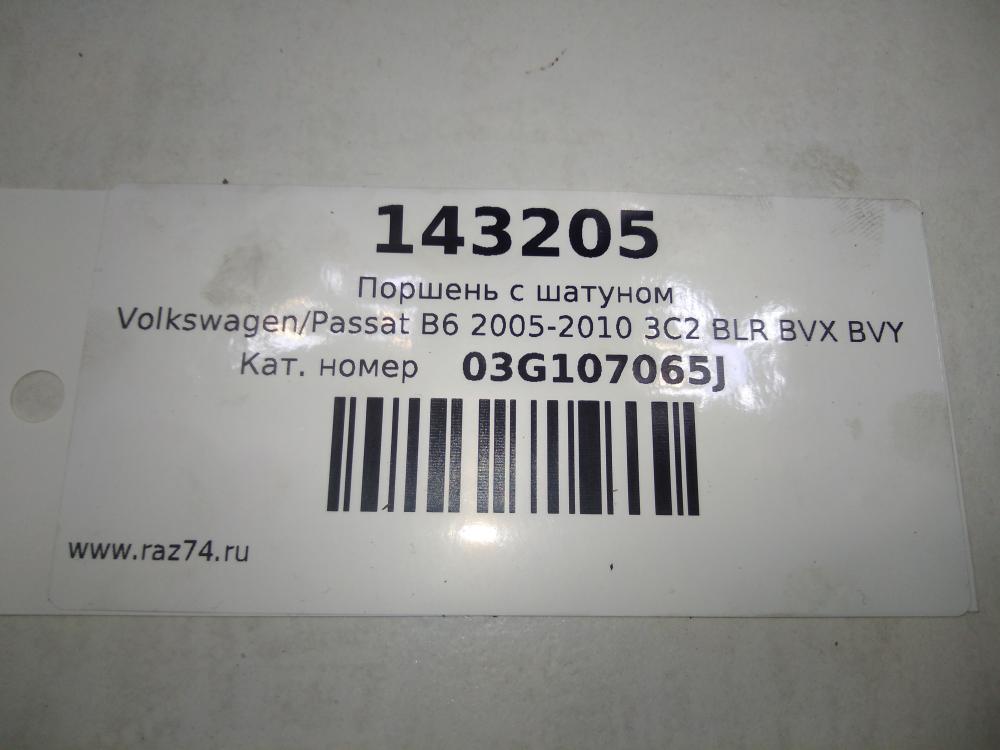 143205
Поршень с шатуном
Volkswagen/Passat B6 2005-2010 3C2 BLR BVX BVY
Кат. номер 03G107065J
www.raz74.ru